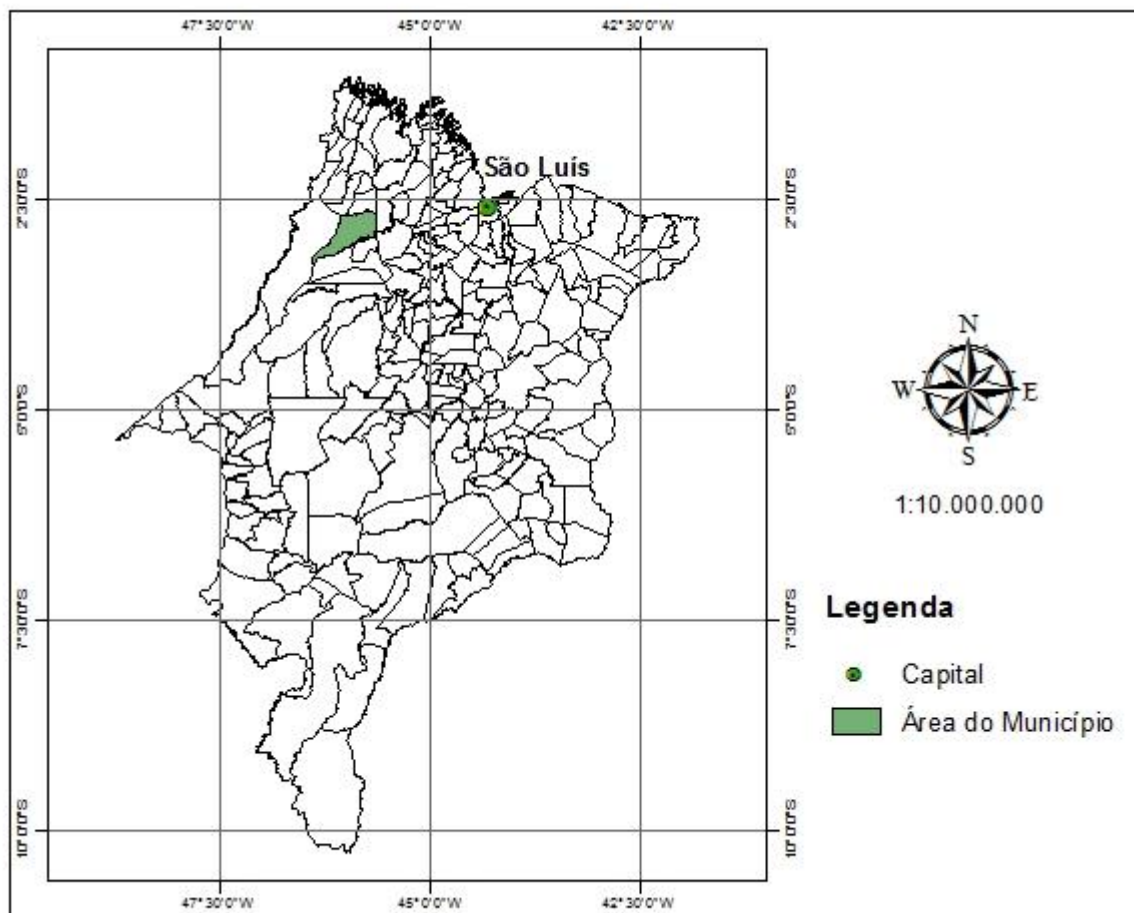 47°30'0"W 45°0'0"W 42°30'0"W
São Luís
2°30'0"S 2°30'0"S
N
W E
S
5°0'0"S 5°0'0"S
1:10.000.000
Legenda
7°30'0"S 7°30'0"S
Capital
Área do Município
10°0'0"S 10°0'0"S
47°30'0"W 45°0'0"W 42°30'0"W